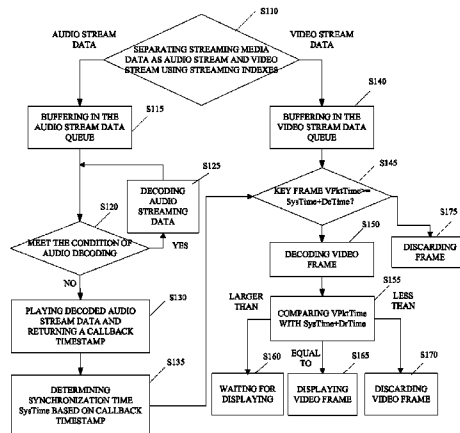 S110
AUDIO STREAM
DATA
VIDEO STREAM
DATA
SEPARATING STREAMING MEDIA
DATA AS AUDIO STREAM AND VIDEO
STREAM USING STREAMING INDEXES
S115
BUFFERING IN THE
AUDIO STREAM DATA
QUEUE
S140
BUFFERING IN THE
VIDEO STREAM DATA
QUEUE
S125
DECODING
AUDIO
STREAMING
DATA
S145
KEY FRAME VPktTime>=
SysTime+DrTime?
S120
MEET THE CONDITION OF
AUDIO DECODING
YES
NO
S175
DISCARDING
FRAME
S150
DECODING VIDEO
FRAME
S130
PLAYING DECODED AUDIO
STREAM DATA AND
RETURNING A CALLBACK
TIMESTAMP
S155
LARGER
THAN
COMPARING VPktTime
WITH SysTime+DrTime
LESS
THAN
EQUAL
TO
S135
DETERMINING
SYNCHRONIZATION TIME
SysTime BASED ON CALLBACK
TIMESTAMP
S160
WAITING FOR
DISPLAYING
S165
DISPLAYING
VIDEO FRAME
S170
DISCARDING
VIDEO FRAME